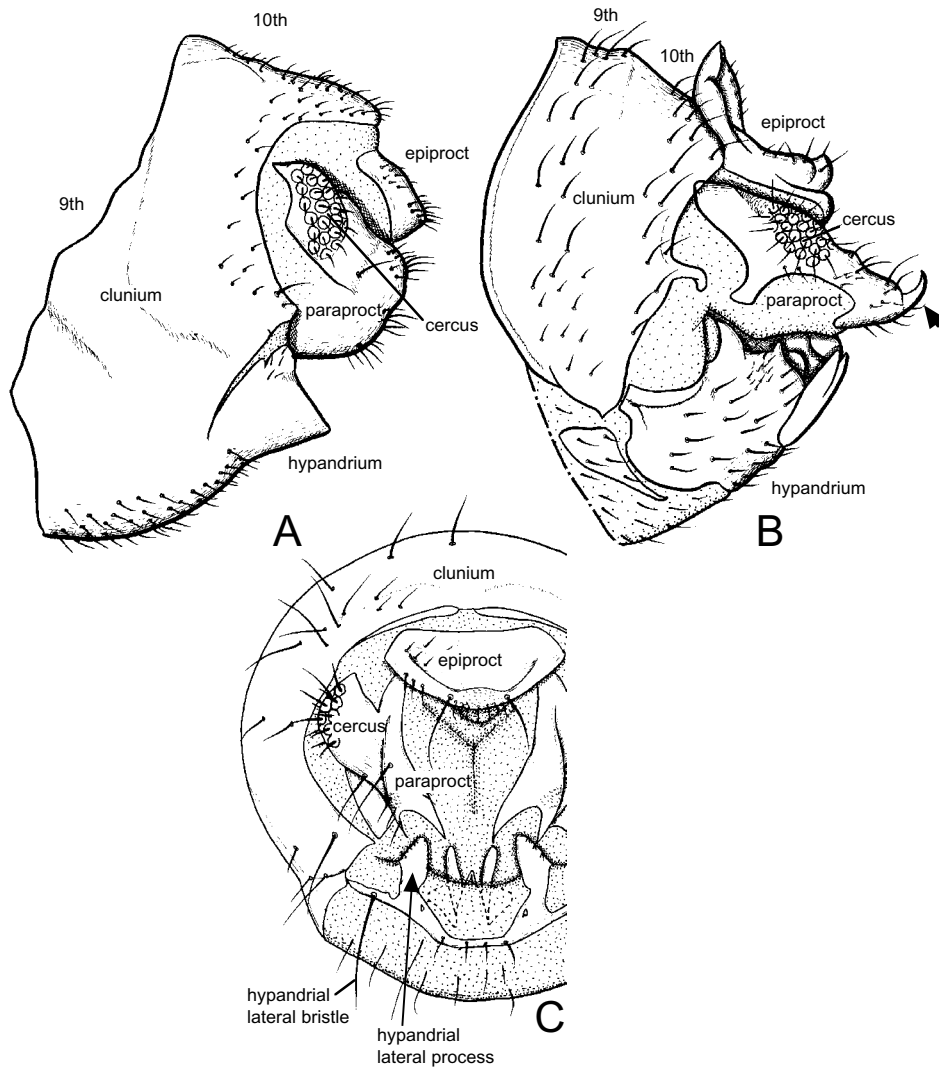 10th
9th
epiproct
clunium
paraproct
cercus
hypandrium
A
9th
10th
epiproct
clunium
cercus
paraproct
hypandrium
B
clunium
epiproct
cercus
paraproct
hypandrial
lateral bristle
hypandrial
lateral process
C